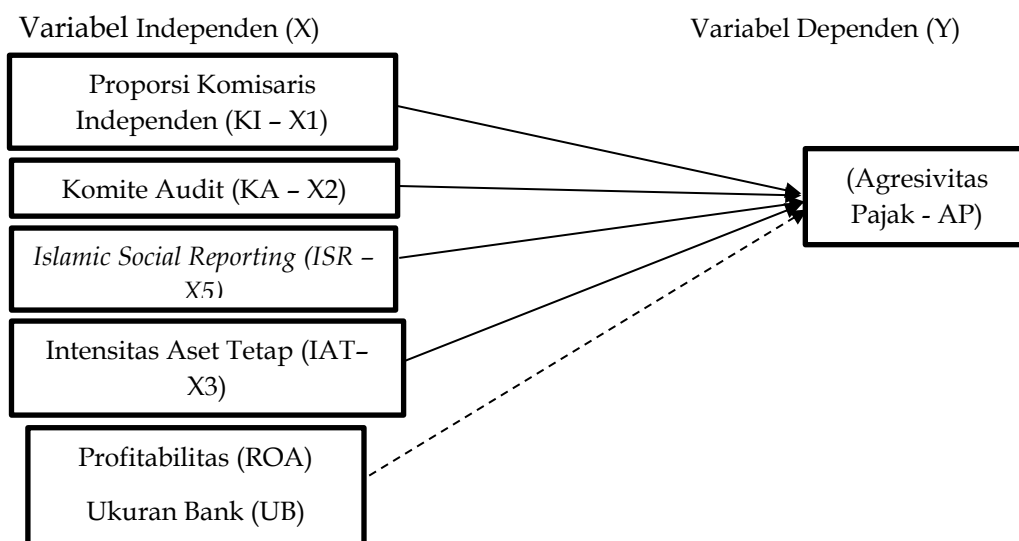 Variabel Independen (X)
Variabel Dependen (Y)
Proporsi Komisaris
Independen (KI – X1)
Komite Audit (KA – X2)
Islamic Social Reporting (ISR –
X5)
Intensitas Aset Tetap (IAT–
X3)
Profitabilitas (ROA)
Ukuran Bank (UB)
(Agresivitas
Pajak - AP)